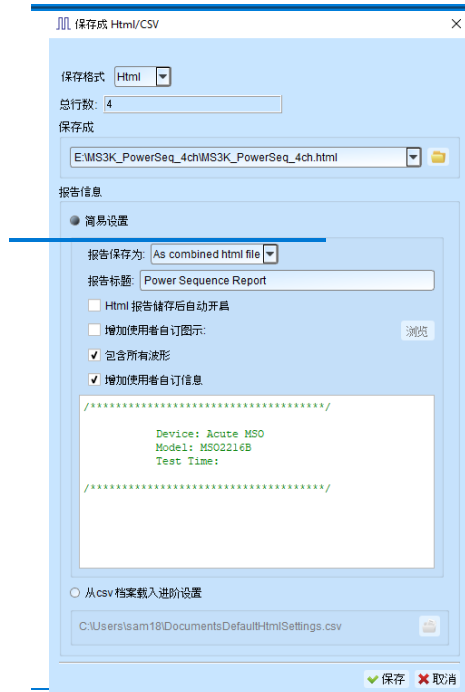 保存成 Html/CSV
保存格式 Html
总行数: 4
保存成
E:\MS3K_PowerSeq_4ch\MS3K_PowerSeq_4ch.html
报告信息
简易设置
报告保存为: As combined html file
报告标题: Power Sequence Report
Html 报告储存后自动开启
增加使用者自订图示: 浏览
包含所有波形
增加使用者自订信息
/*************************************/
Device: Acute MSO
Model: MSO2216B
Test Time:
/*************************************/
从csv档案载入进阶设置
C:\Users\sam18\DocumentsDefaultHtmlSettings.csv
保存 取消